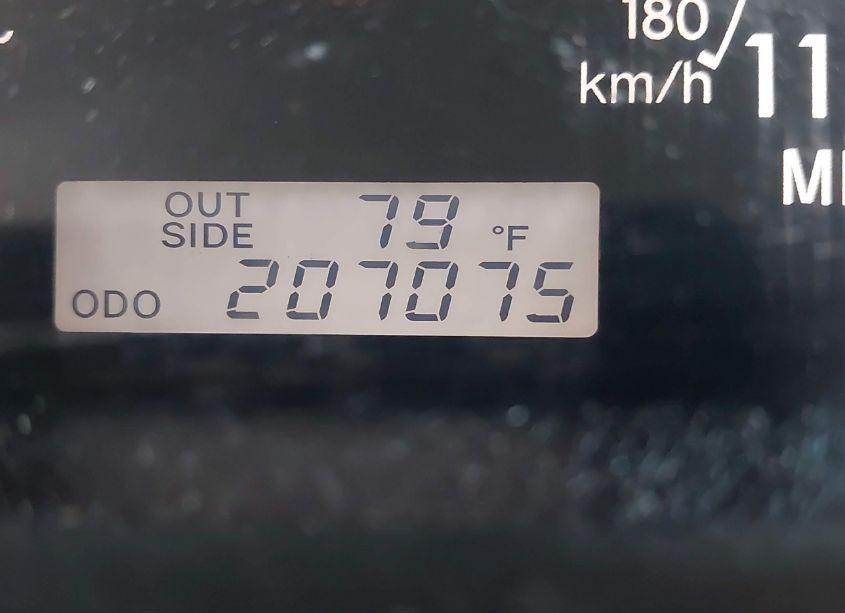 180
km/h
11
OUT
SIDE
79 °F
ODO 207075